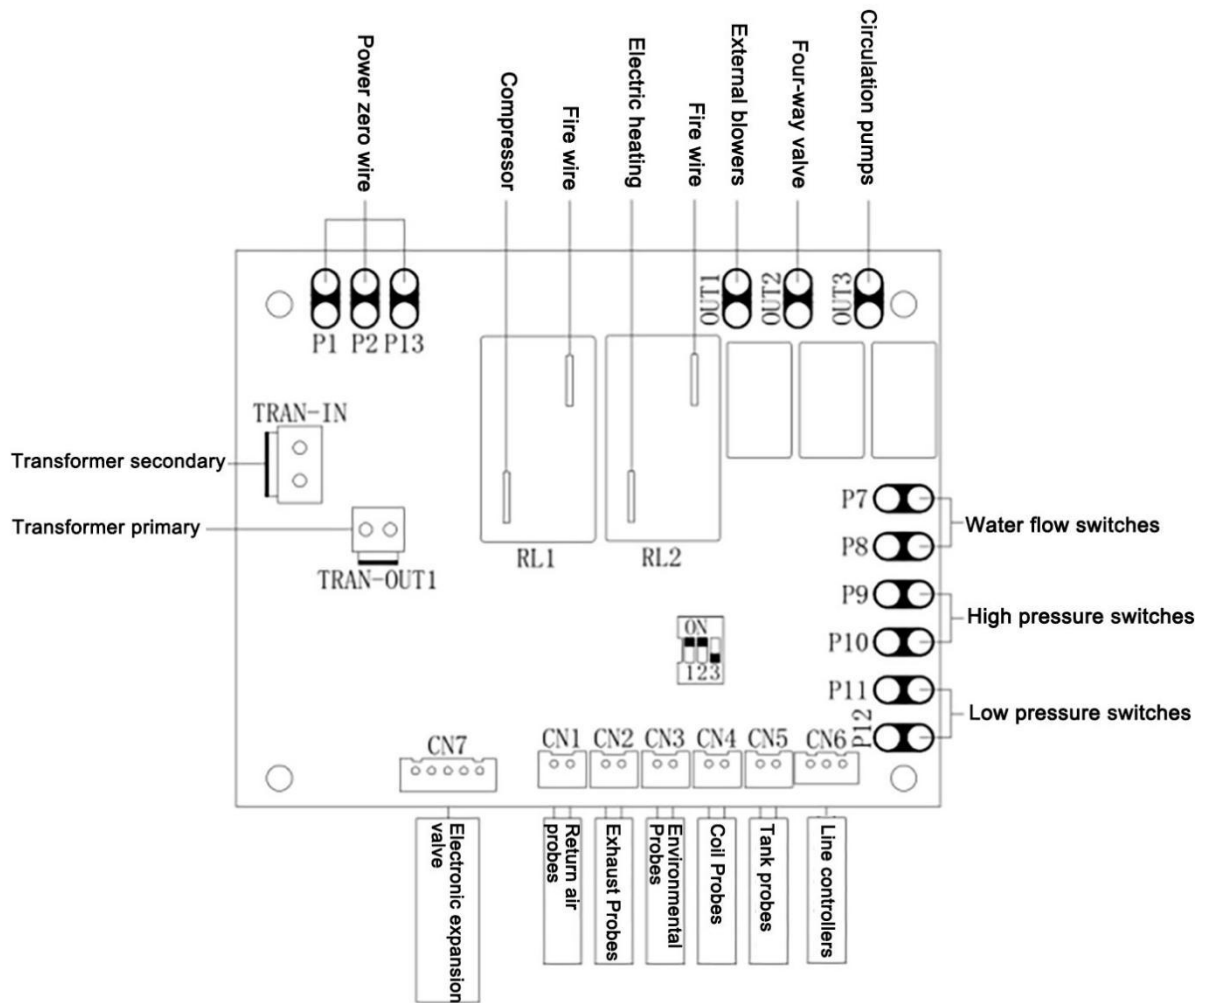 Power zero wire
Compressor
Fire wire
Electric heating
Fire wire
External blowers
Four-way valve
Circulation pumps
OUT1
OUT2
OUT3
P1
P2
P13
TRAN-IN
Transformer secondary
Transformer primary
TRAN-OUT1
RL1
RL2
P7
P8
Water flow switches
P9
P10
High pressure switches
P11
P12
Low pressure switches
ON
123
CN7
CN1
CN2
CN3
CN4
CN5
CN6
Electronic expansion
valve
Return air
probes
Exhaust Probes
Environmental
Probes
Coil Probes
Tank probes
Line controllers